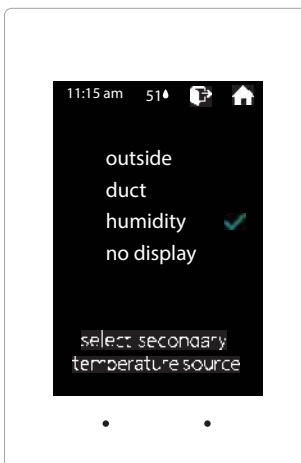 11:15 am 51
outside
duct
humidity
no display
select secondary
temperature source